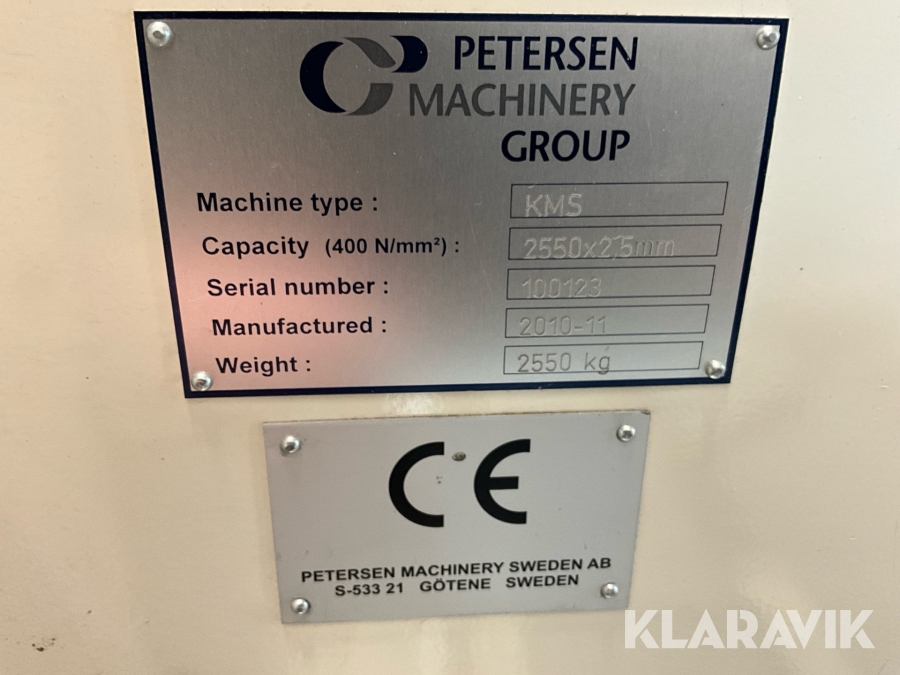 PETERSEN
MACHINERY
GROUP
Machine type : KMS
Capacity (400 N/mm²) : 2550x2,5mm
Serial number : 100123
Manufactured : 2010-11
Weight : 2550 kg
CE
PETERSEN MACHINERY SWEDEN AB
S-533 21 GÖTENE SWEDEN
KLARAVIK